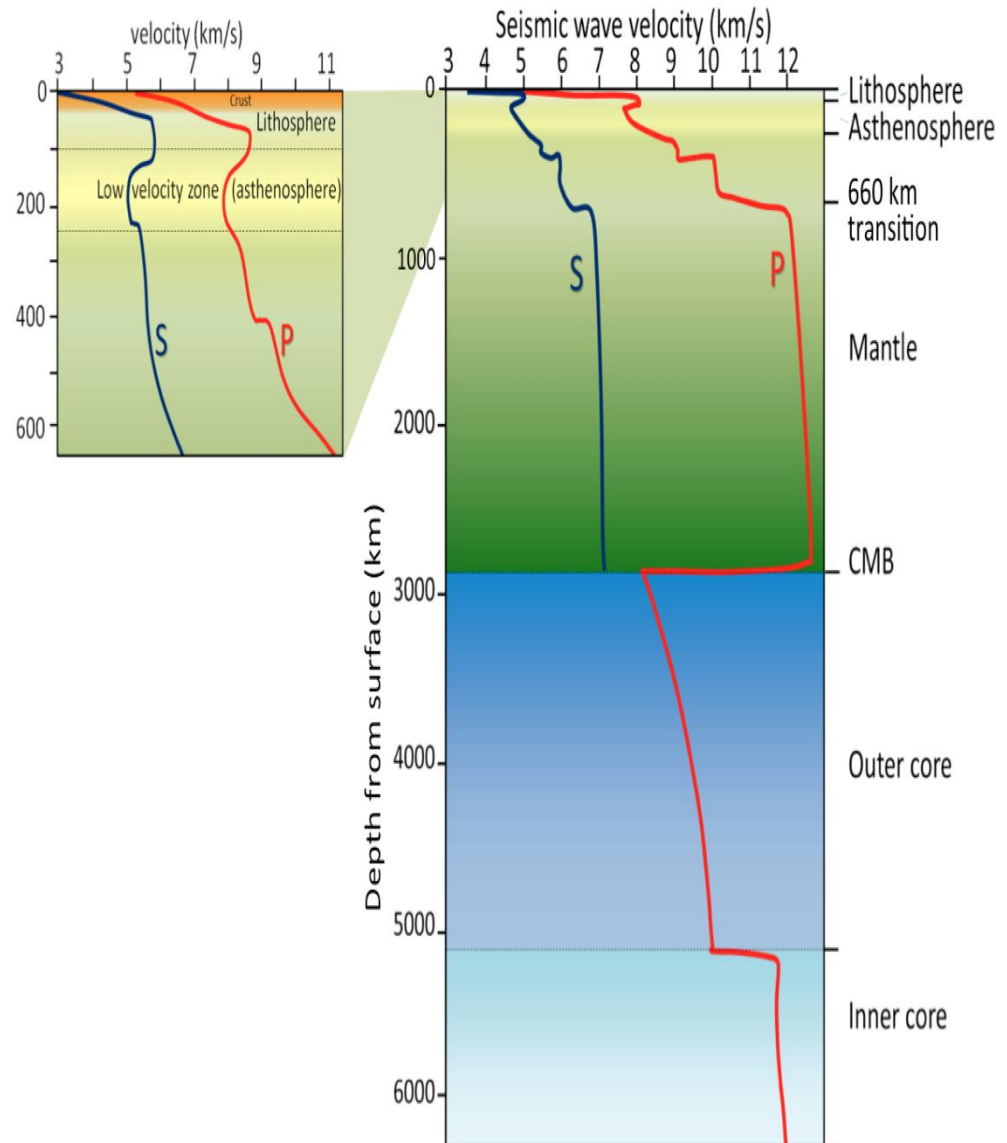 velocity (km/s)
3 5 7 9 11
0
200
400
600
Crust
Lithosphere
Low velocity zone (asthenosphere)
S
P
Seismic wave velocity (km/s)
3 4 5 6 7 8 9 10 11 12
0
1000
2000
3000
4000
5000
6000
Depth from surface (km)
S
P
Lithosphere
Asthenosphere
660 km
transition
Mantle
CMB
Outer core
Inner core